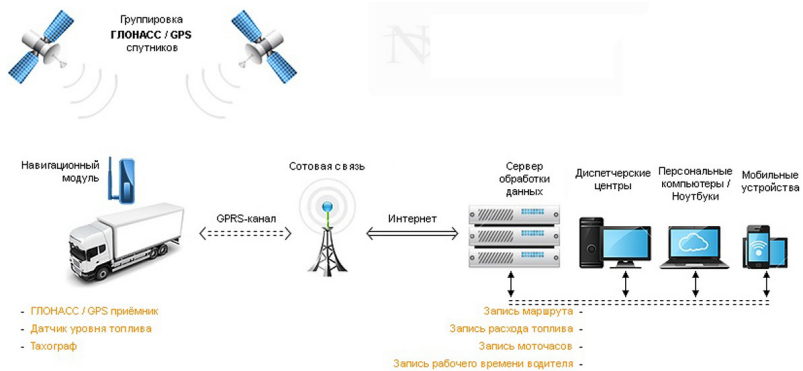 Группировка
ГЛОНАСС / GPS
спутников
Навигационный
модуль
GPRS-канал
Сотовая связь
Интернет
Сервер
обработки
данных
Диспетчерские
центры
Персональные
компьютеры /
Ноутбуки
Мобильные
устройства
- ГЛОНАСС / GPS приёмник
- Датчик уровня топлива
- Тахограф
Запись маршрута -
Запись расхода топлива -
Запись моточасов -
Запись рабочего времени водителя -